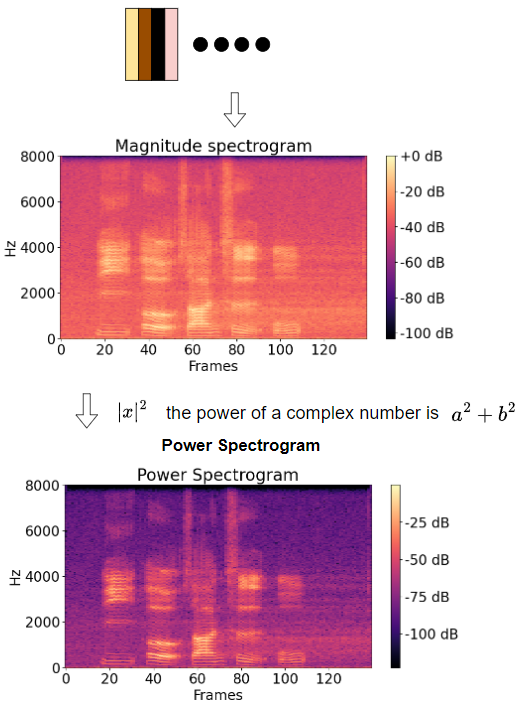 Magnitude spectrogram
8000
6000
4000
2000
0
Hz
0 20 40 60 80 100 120
Frames
+0 dB
-20 dB
-40 dB
-60 dB
-80 dB
-100 dB
|x|² the power of a complex number is a² + b²
Power Spectrogram
Power Spectrogram
8000
6000
4000
2000
0
Hz
0 20 40 60 80 100 120
Frames
-25 dB
-50 dB
-75 dB
-100 dB